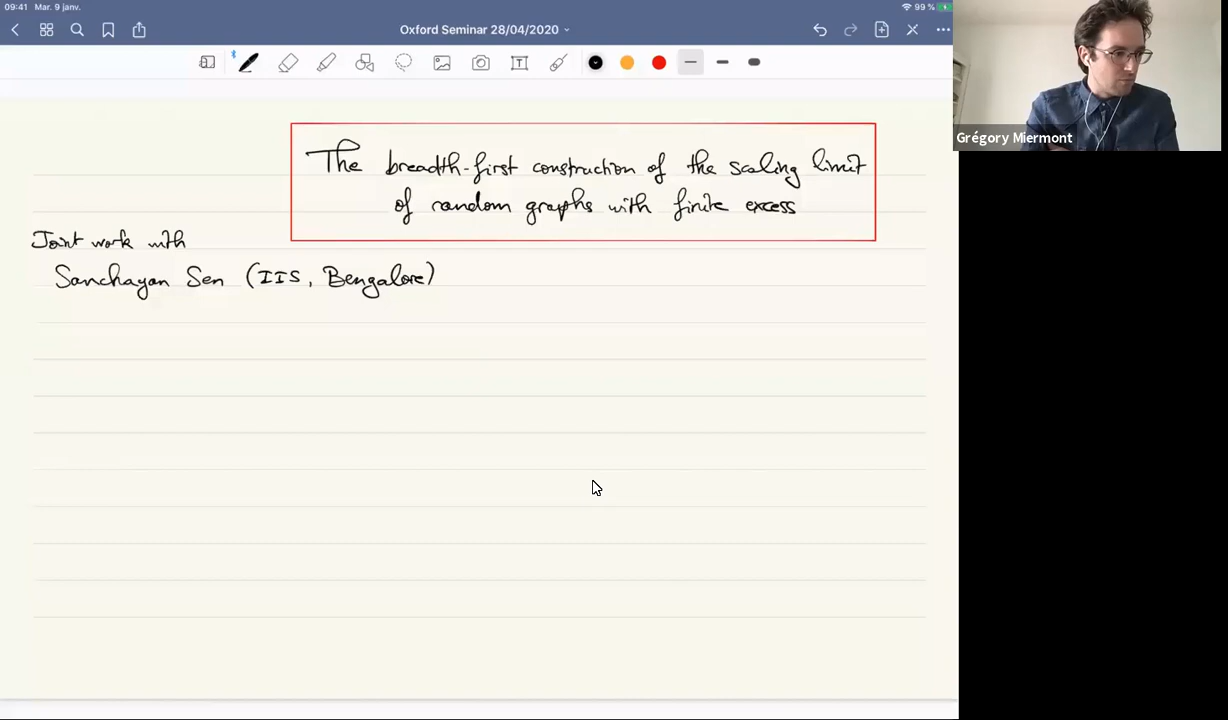 09:41 Mar. 9 janv.
99 %
Oxford Seminar 28/04/2020
T
The breadth-first construction of the scaling limit
of random graphs with finite excess
Joint work with
Sanchayan Sen (IIS, Bengalore)
Grégory Miermont